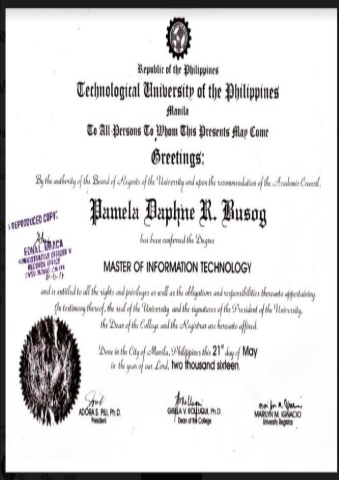 Republic of the Philippines
Technological University of the Philippines
Manila
To All Persons To Whom This Presents May Come
Greetings:
By the authority of the Board of Regents of the University and upon the recommendation of the Academic Council,
Pamela Daphne R. Busog
has been conferred the Degree
MASTER OF INFORMATION TECHNOLOGY
and is entitled to all the rights and privileges as well as the obligations and responsibilities thereunto appertaining.
In testimony thereof, the seal of the University and the signatures of the President of the University,
the Dean of the College and the Registrar are hereunto affixed.
Done in the City of Manila, Philippines this 21st day of May
in the year of our Lord, two thousand sixteen.
REPRODUCED COPY:
ADMINISTRATIVE OFFICER V
RECORDS OFFICE
ADORA S. PILI, Ph.D.
President
GISELA V. ROLLUQUI, Ph.D.
Dean of the College
MARILYN M. IGNACIO
University Registrar